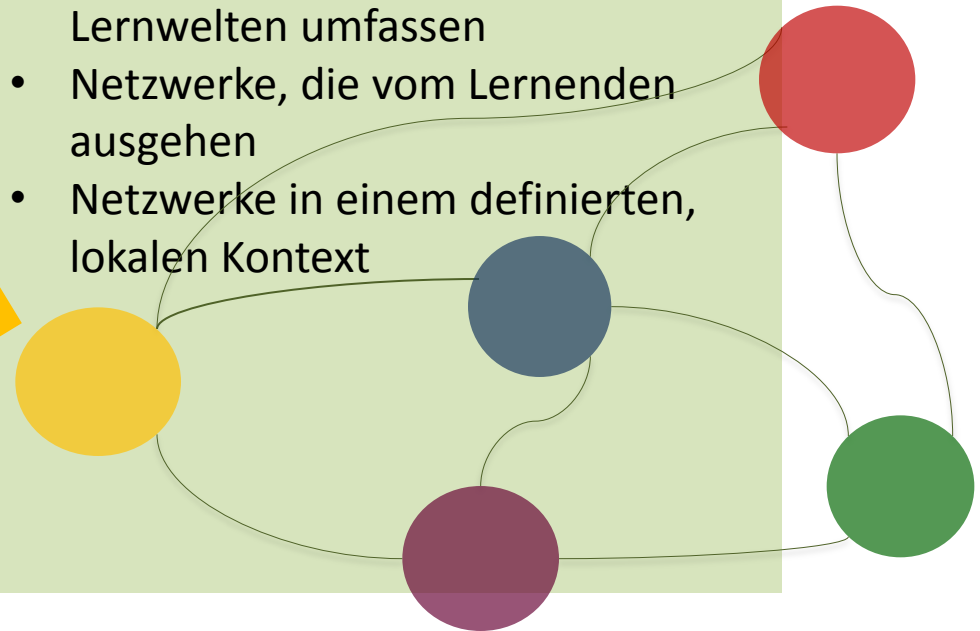 Lernwelten umfassen
• Netzwerke, die vom Lernenden
ausgehen
• Netzwerke in einem definierten,
lokalen Kontext